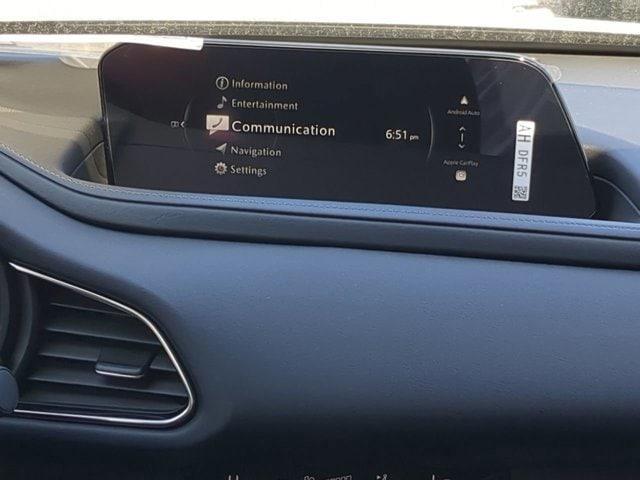 Information
Entertainment
Communication
Navigation
Settings
6:51 pm
Android Auto
Apple CarPlay
AH DFR5